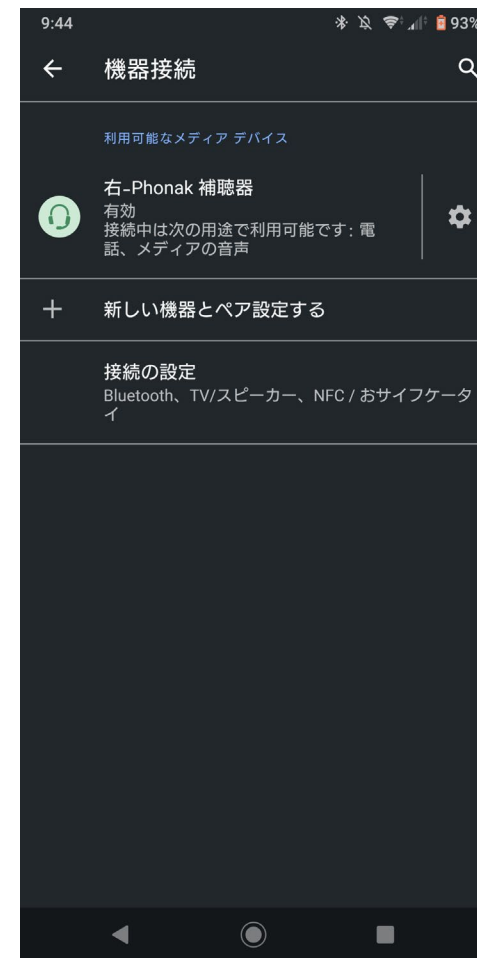 9:44 93%
機器接続
利用可能なメディア デバイス
右-Phonak 補聴器
有効
接続中は次の用途で利用可能です: 電
話、メディアの音声
新しい機器とペア設定する
接続の設定
Bluetooth、TV/スピーカー、NFC / おサイフケータ
イ